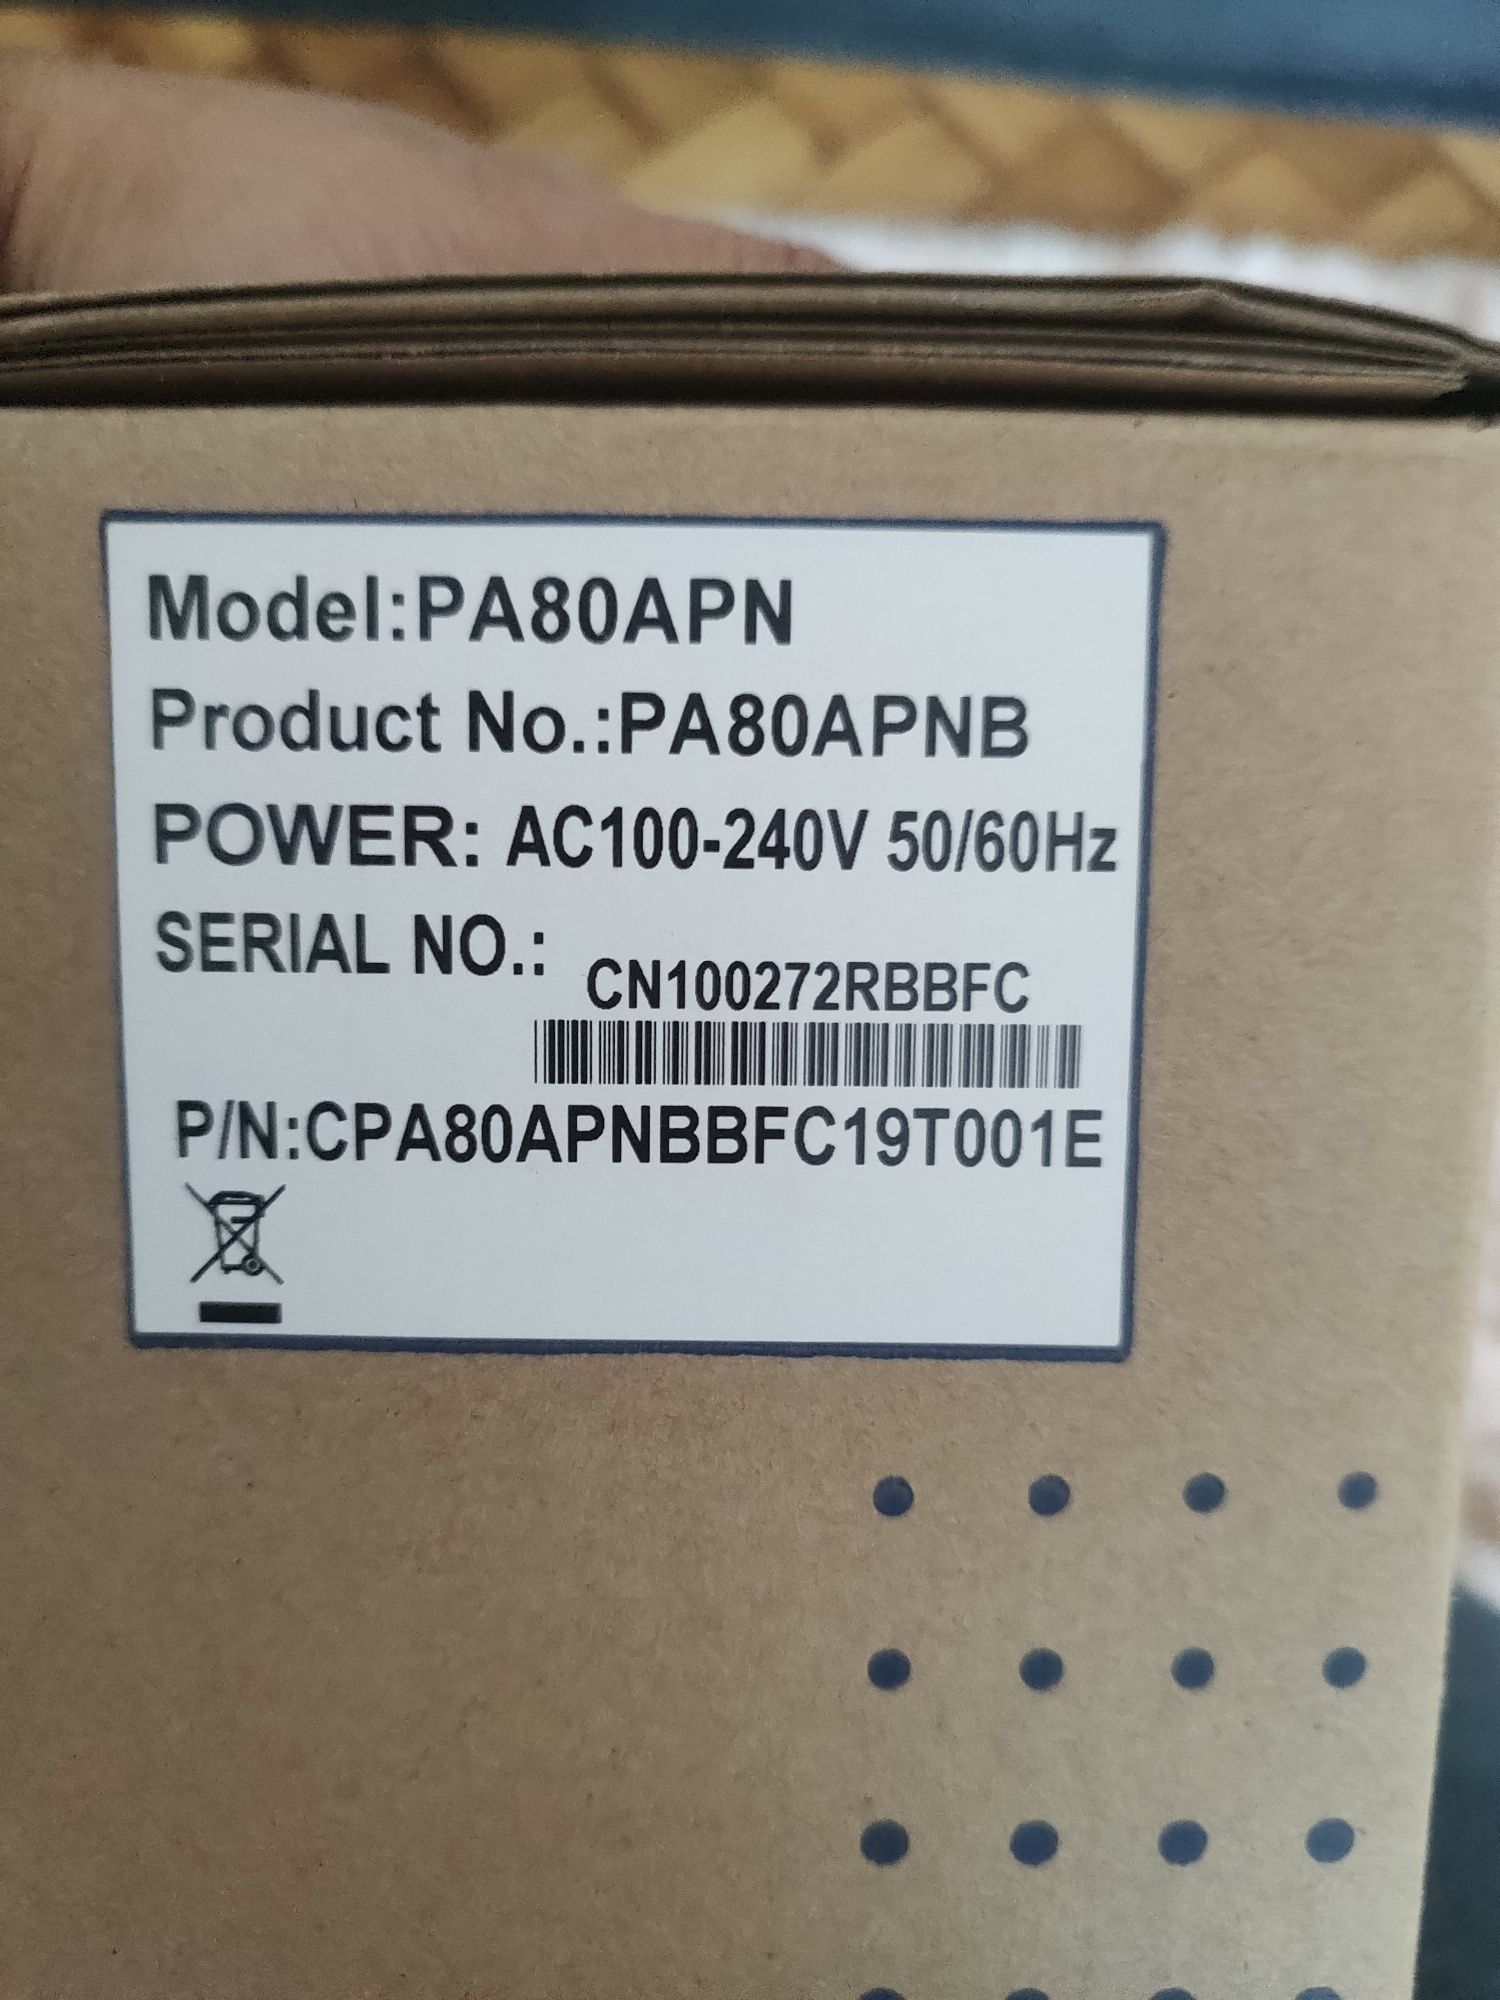 Model:PA80APN
Product No.:PA80APNB
POWER: AC100-240V 50/60Hz
SERIAL NO.:
CN100272RBBFC
P/N:CPA80APNBBFC19T001E